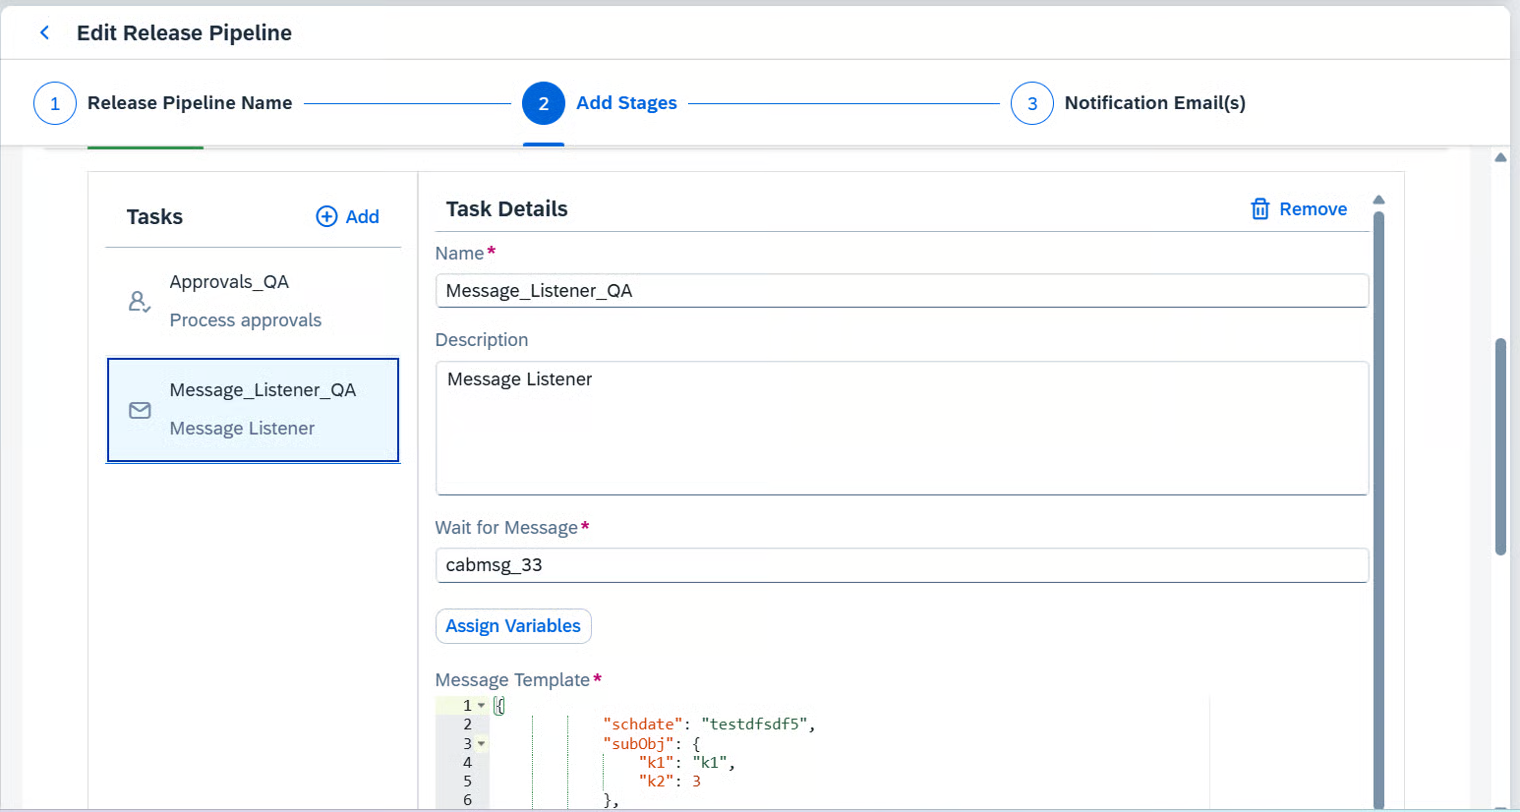 Edit Release Pipeline
1 Release Pipeline Name
2 Add Stages
3 Notification Email(s)
Tasks
Add
Approvals_QA
Process approvals
Message_Listener_QA
Message Listener
Task Details
Remove
Name*
Message_Listener_QA
Description
Message Listener
Wait for Message*
cabmsg_33
Assign Variables
Message Template*
1 {
2 "schdate": "testdfsdf5",
3 "subObj": {
4 "k1": "k1",
5 "k2": 3
6 },